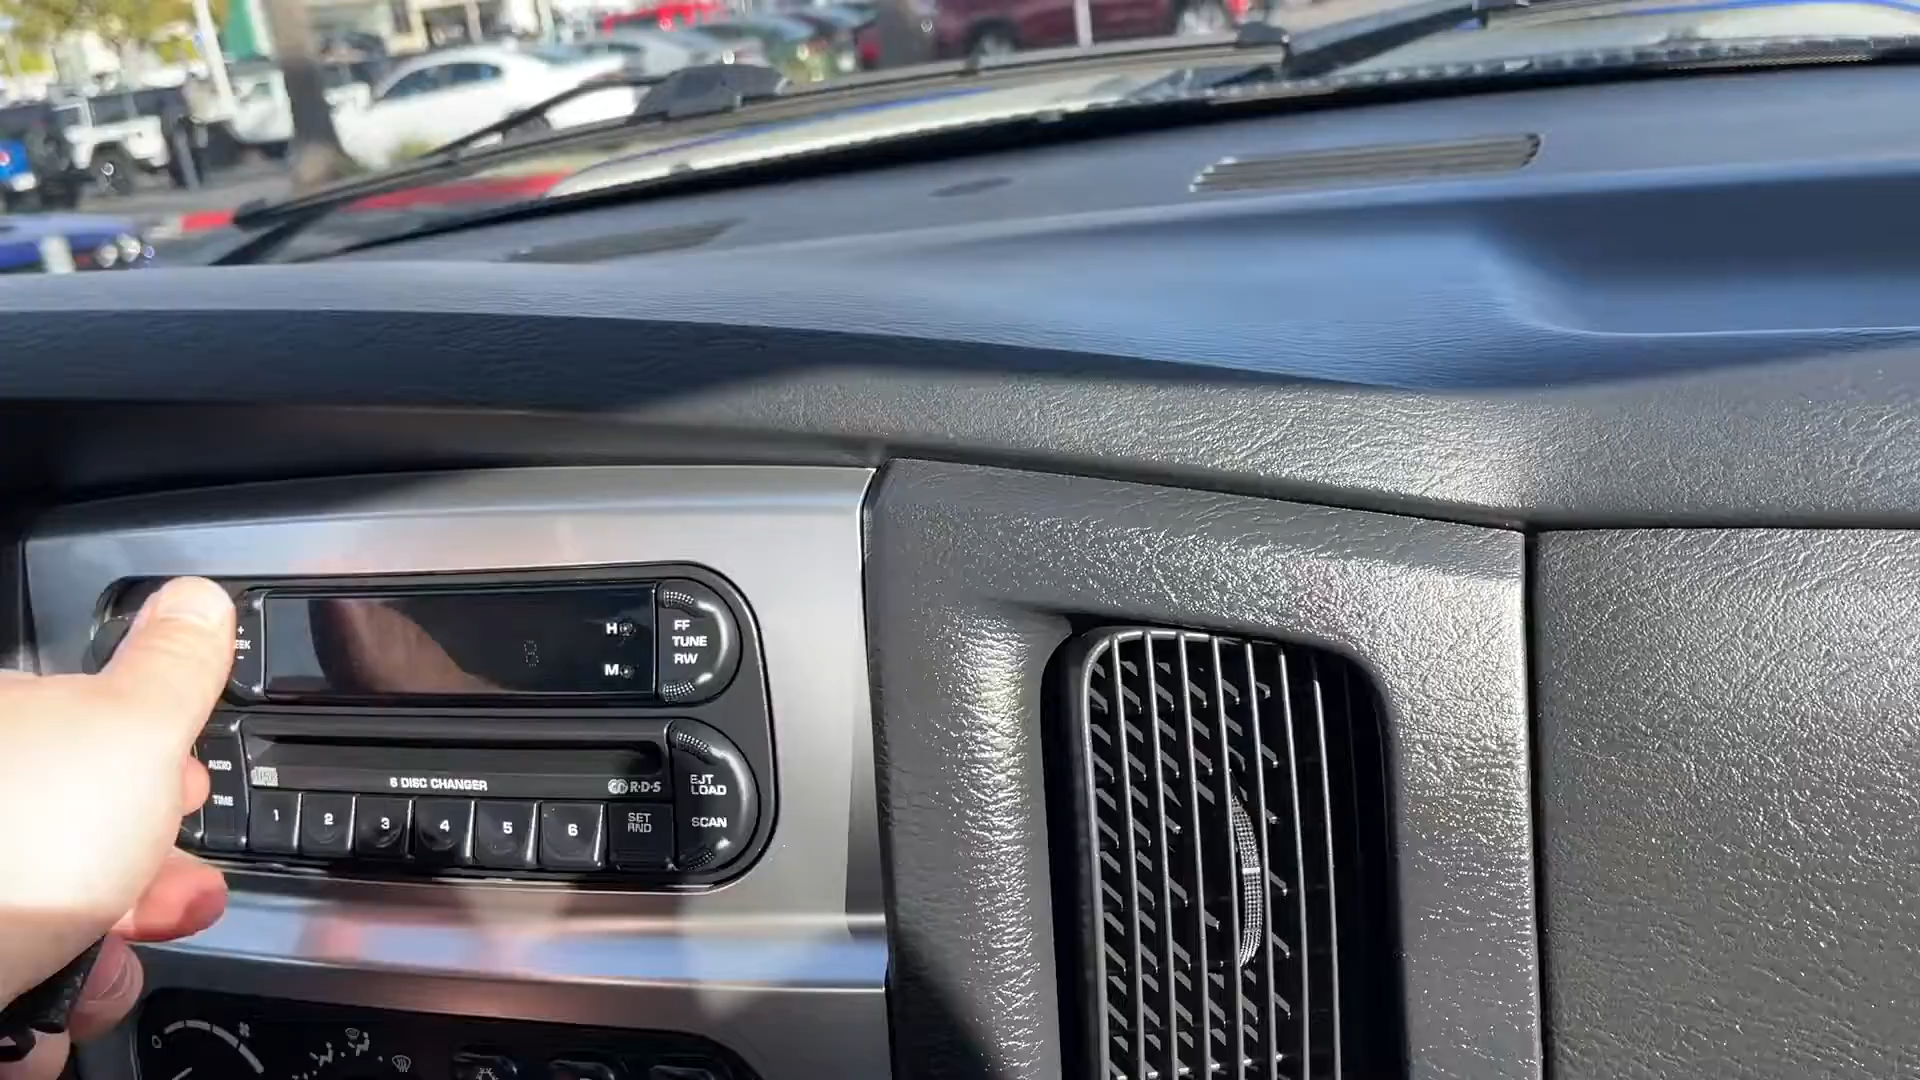 +
EEK
-
H
M
FF
TUNE
RW
AUDIO
TIME
6 DISC CHANGER
R·D·S
EJT
LOAD
SCAN
1 2 3 4 5 6
SET
RND
O